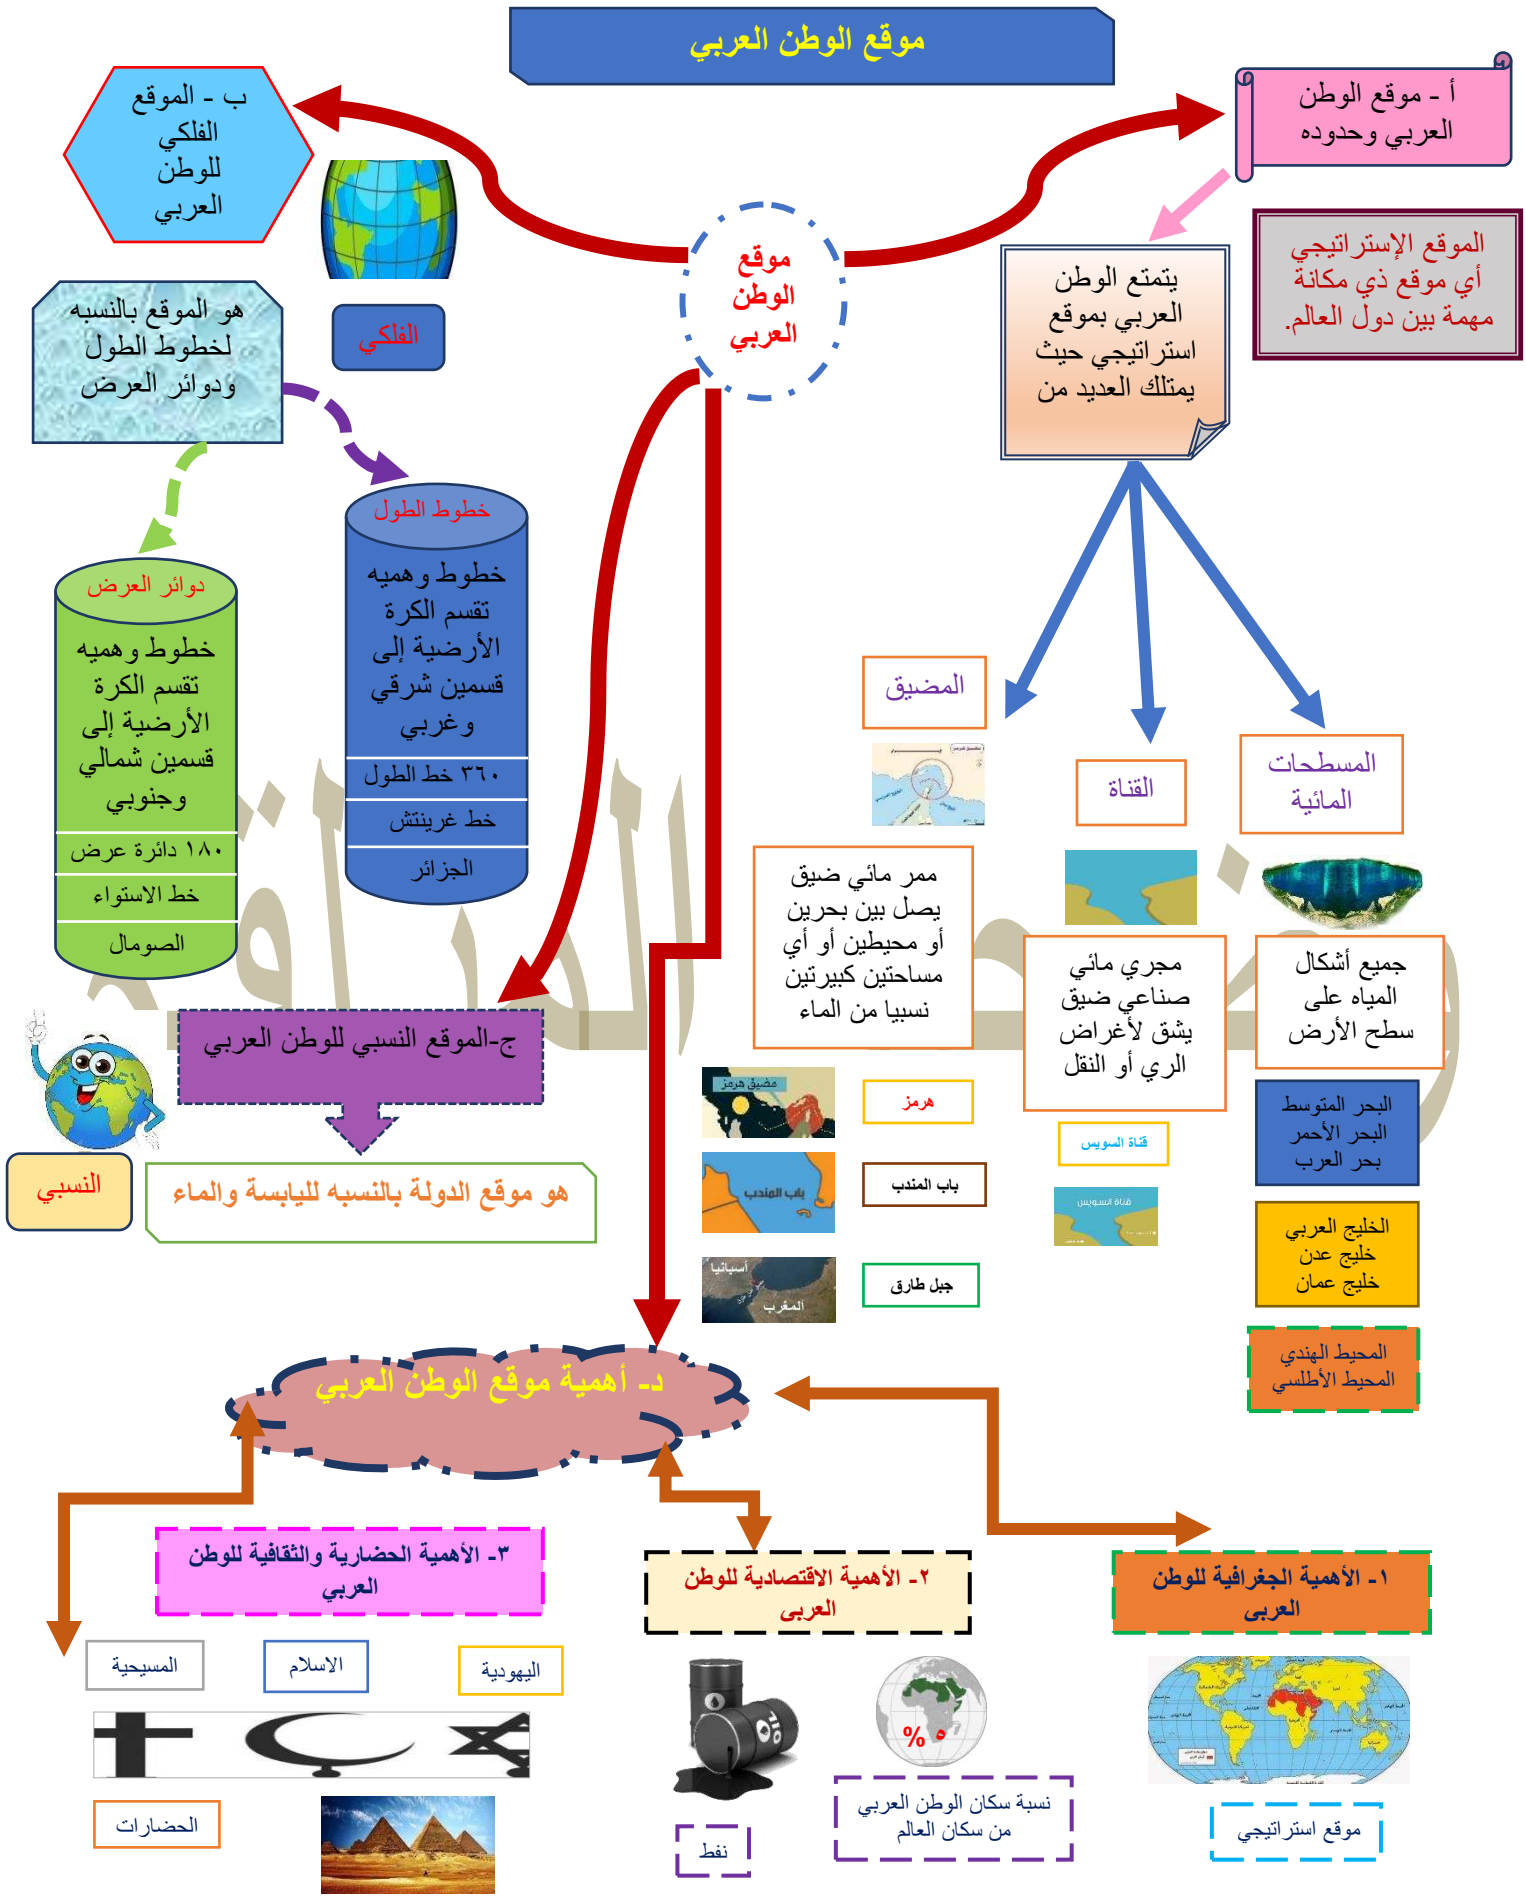 موقع الوطن العربي
أ - موقع الوطن
العربي وحدوده
ب - الموقع
الفلكي
للوطن
العربي
موقع
الوطن
العربي
الموقع الإستراتيجي
أي موقع ذي مكانة
مهمة بين دول العالم.
يتمتع الوطن
العربي بموقع
استراتيجي حيث
يمتلك العديد من
الفلكي
هو الموقع بالنسبه
لخطوط الطول
ودوائر العرض
خطوط الطول
خطوط وهميه
تقسم الكرة
الأرضية إلى
قسمين شرقي
وغربي
٣٦٠ خط الطول
خط غرينتش
الجزائر
دوائر العرض
خطوط وهميه
تقسم الكرة
الأرضية إلى
قسمين شمالي
وجنوبي
١٨٠ دائرة عرض
خط الاستواء
الصومال
المسطحات
المائية
القناة
المضيق
جميع أشكال
المياه على
سطح الأرض
مجري مائي
صناعي ضيق
يشق لأغراض
الري أو النقل
ممر مائي ضيق
يصل بين بحرين
أو محيطين أو أي
مساحتين كبيرتين
نسبيا من الماء
البحر المتوسط
البحر الأحمر
بحر العرب
الخليج العربي
خليج عدن
خليج عمان
المحيط الهندي
المحيط الأطلسي
قناة السويس
قناة السويس
هرمز
مضيق هرمز
باب المندب
باب المندب
جبل طارق
أسبانيا
المغرب
ج-الموقع النسبي للوطن العربي
النسبي
هو موقع الدولة بالنسبه لليابسة والماء
د- أهمية موقع الوطن العربي
١- الأهمية الجغرافية للوطن
العربي
٢- الأهمية الاقتصادية للوطن
العربي
٣- الأهمية الحضارية والثقافية للوطن
العربي
اليهودية
الاسلام
المسيحية
٥ %
OIL
موقع استراتيجي
نسبة سكان الوطن العربي
من سكان العالم
نفط
الحضارات